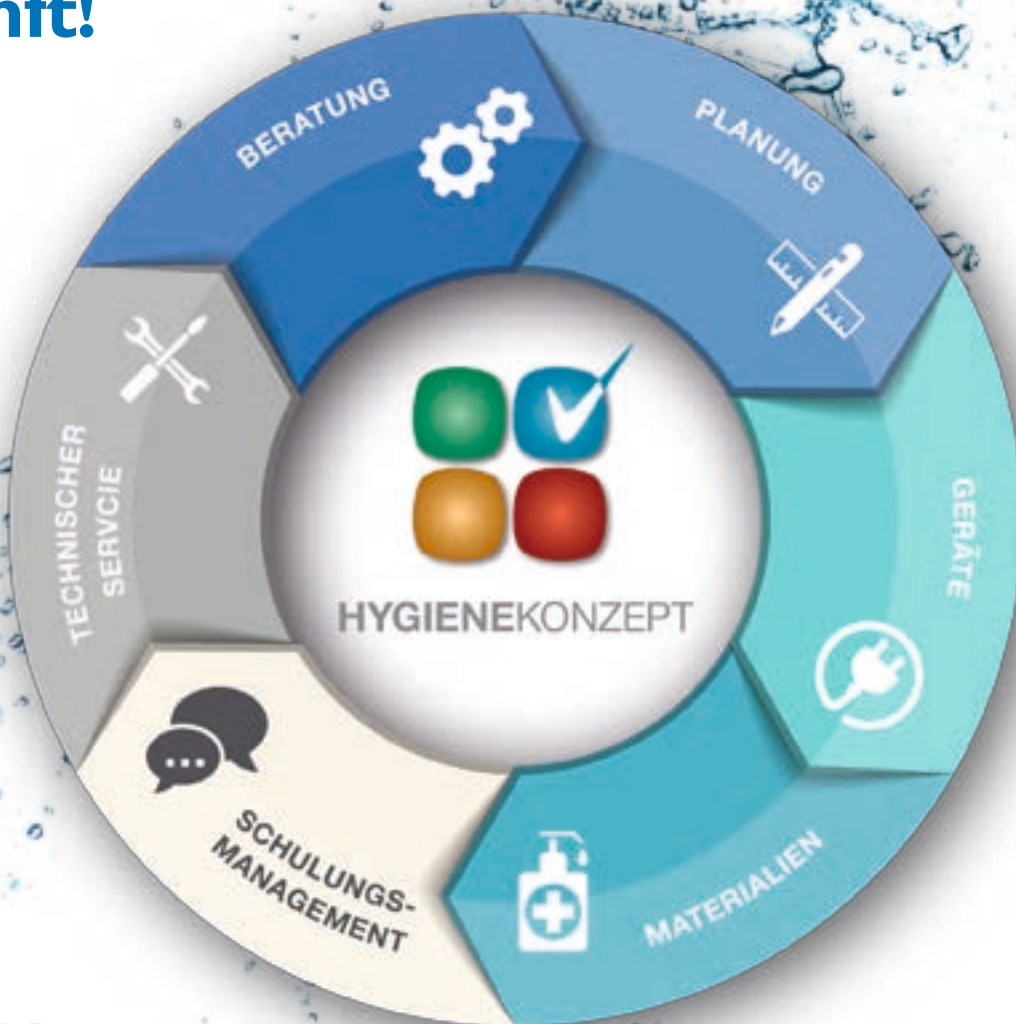 nft!
BERATUNG
PLANUNG
GERÄTE
MATERIALIEN
SCHULUNGS-
MANAGEMENT
TECHNISCHER
SERVCIE
HYGIENEKONZEPT